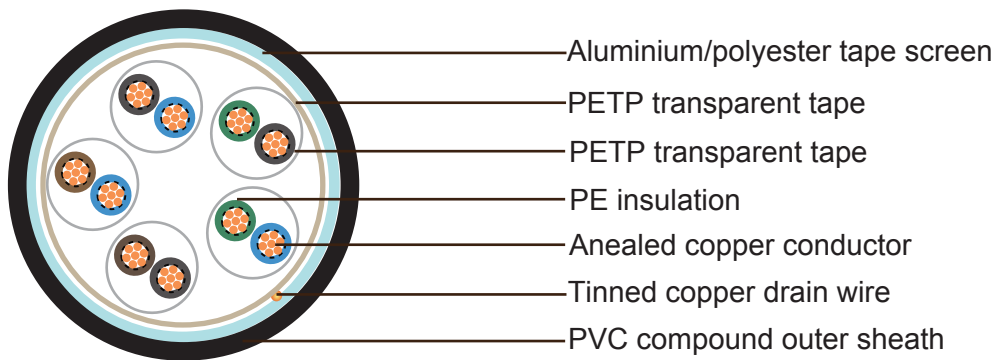 Aluminium/polyester tape screen
PETP transparent tape
PETP transparent tape
PE insulation
Anealed copper conductor
Tinned copper drain wire
PVC compound outer sheath